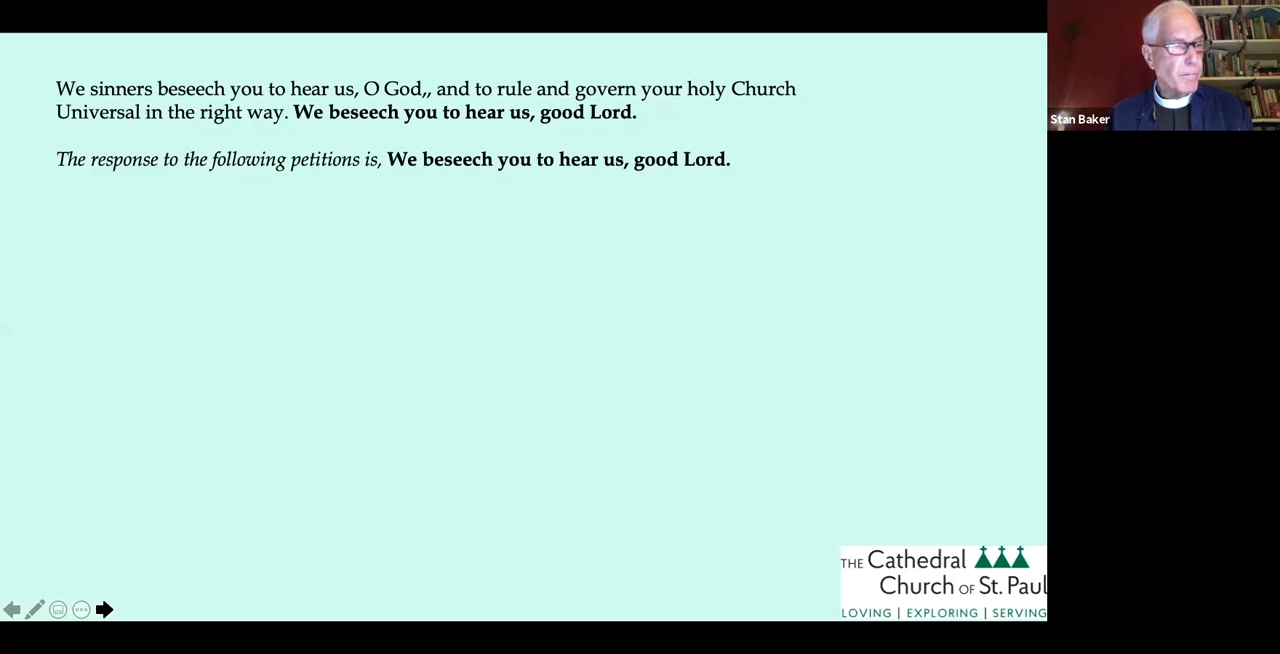 We sinners beseech you to hear us, O God,, and to rule and govern your holy Church
Universal in the right way. We beseech you to hear us, good Lord.
The response to the following petitions is, We beseech you to hear us, good Lord.
Stan Baker
THE Cathedral
Church OF St. Paul
LOVING | EXPLORING | SERVING